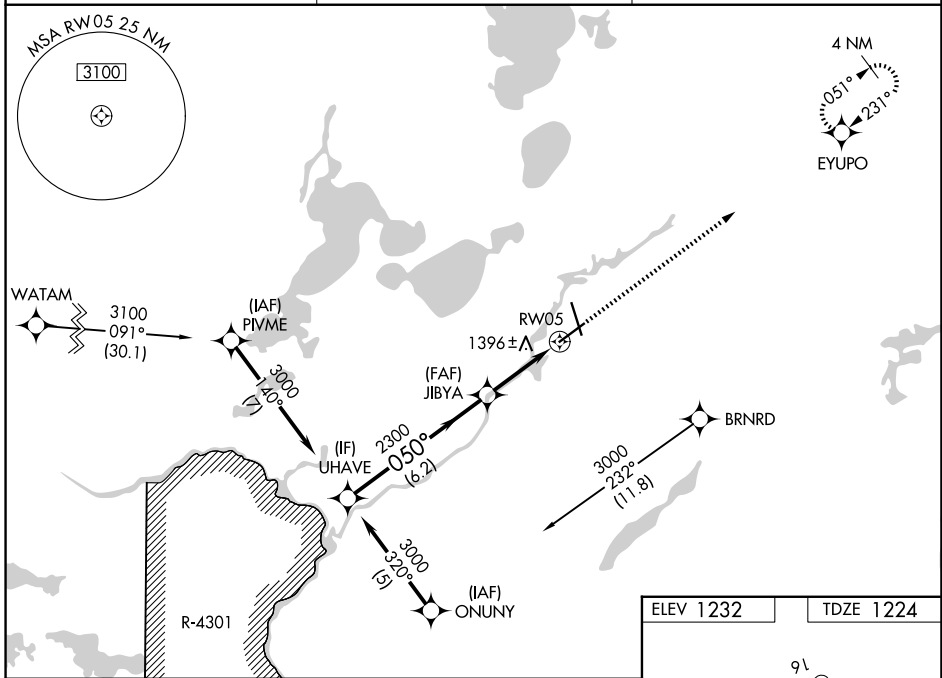 MSA RW05 25 NM
3100
4 NM
051°
231°
EYUPO
WATAM
3100
091°
(30.1)
(IAF)
PIVME
3000
140°
(7)
RW05
1396±
(FAF)
JIBYA
2300
050°
(6.2)
(IF)
UHAVE
BRNRD
3000
232°
(11.8)
3000
320°
(5)
(IAF)
ONUNY
R-4301
ELEV 1232
TDZE 1224
16